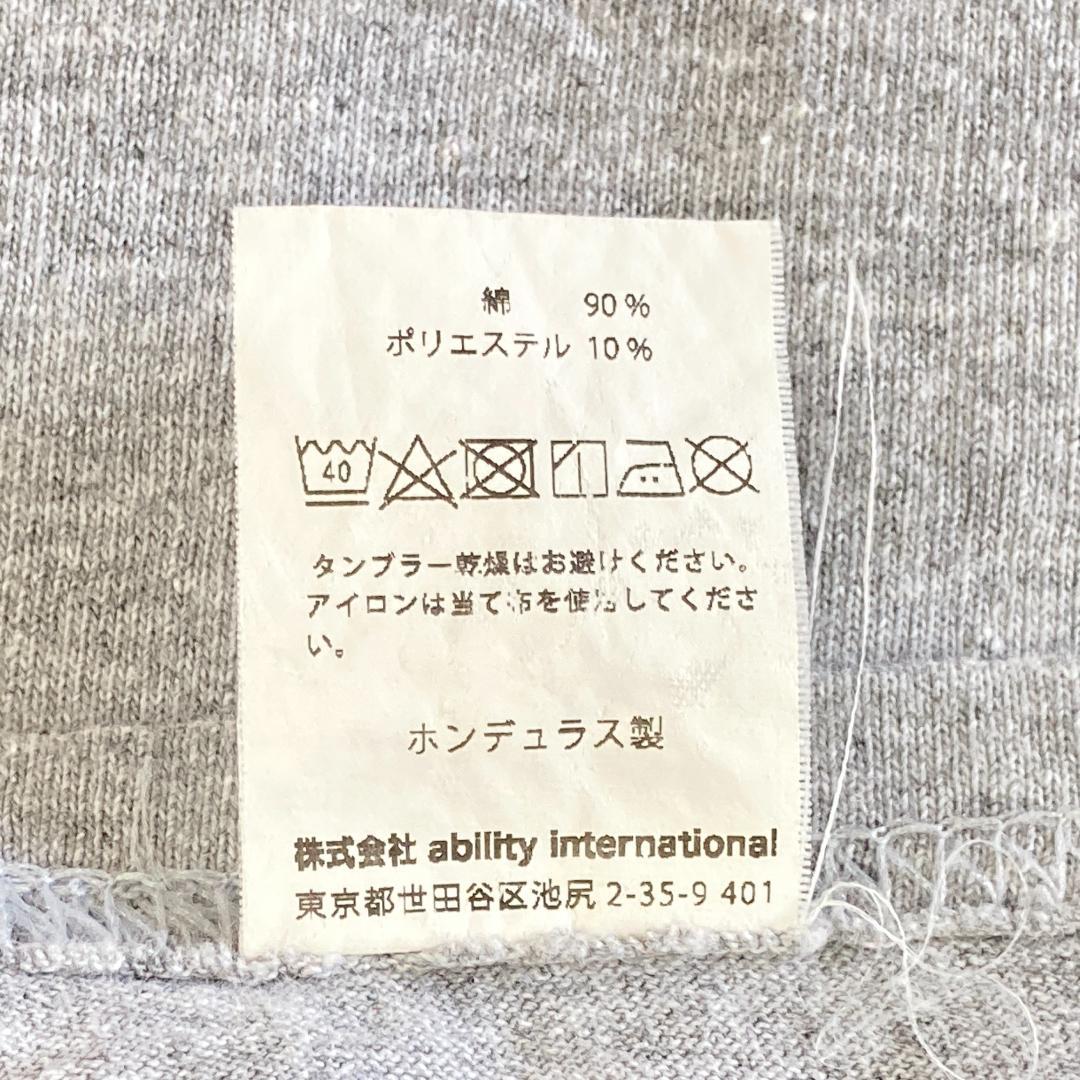 綿 90%
ポリエステル 10%
40
タンブラー乾燥はお避けください。
アイロンは当て布を使用してくださ
い。
ホンデュラス製
株式会社 ability international
東京都世田谷区池尻 2-35-9 401